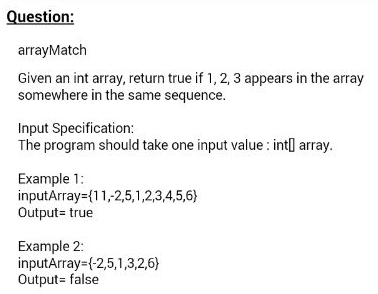 Question:
arrayMatch
Given an int array, return true if 1, 2, 3 appears in the array
somewhere in the same sequence.
Input Specification:
The program should take one input value : int[] array.
Example 1:
inputArray={11,-2,5,1,2,3,4,5,6}
Output= true
Example 2:
inputArray={-2,5,1,3,2,6}
Output= false